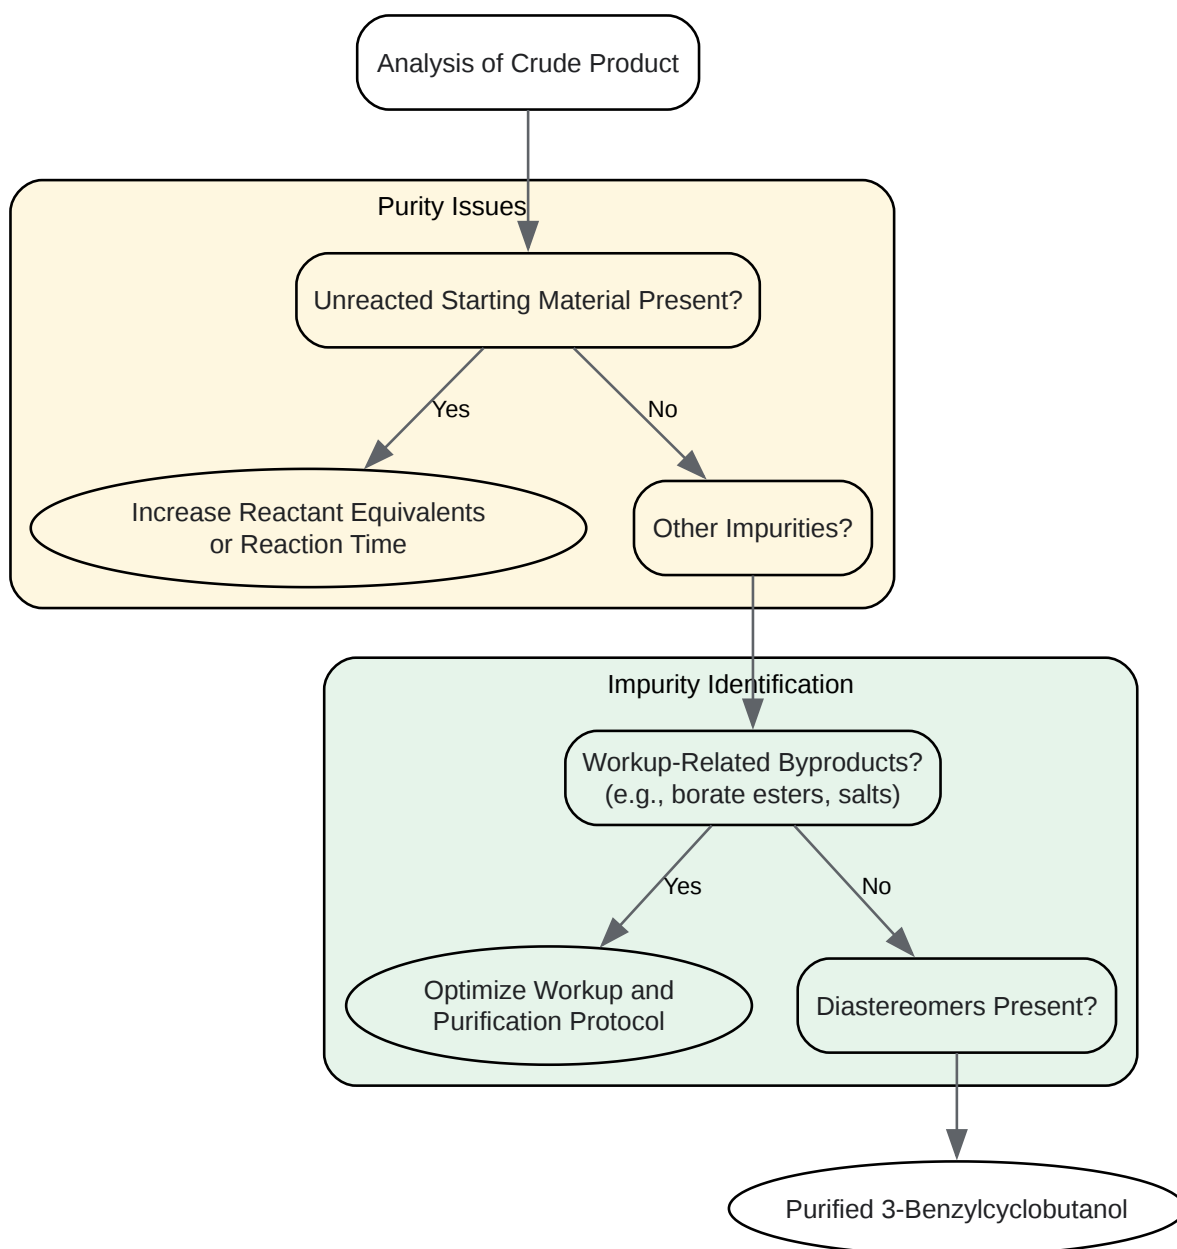 Analysis of Crude Product
Purity Issues
Unreacted Starting Material Present?
Yes
No
Increase Reactant Equivalents
or Reaction Time
Other Impurities?
Impurity Identification
Workup-Related Byproducts?
(e.g., borate esters, salts)
Yes
No
Optimize Workup and
Purification Protocol
Diastereomers Present?
Purified 3-Benzylcyclobutanol